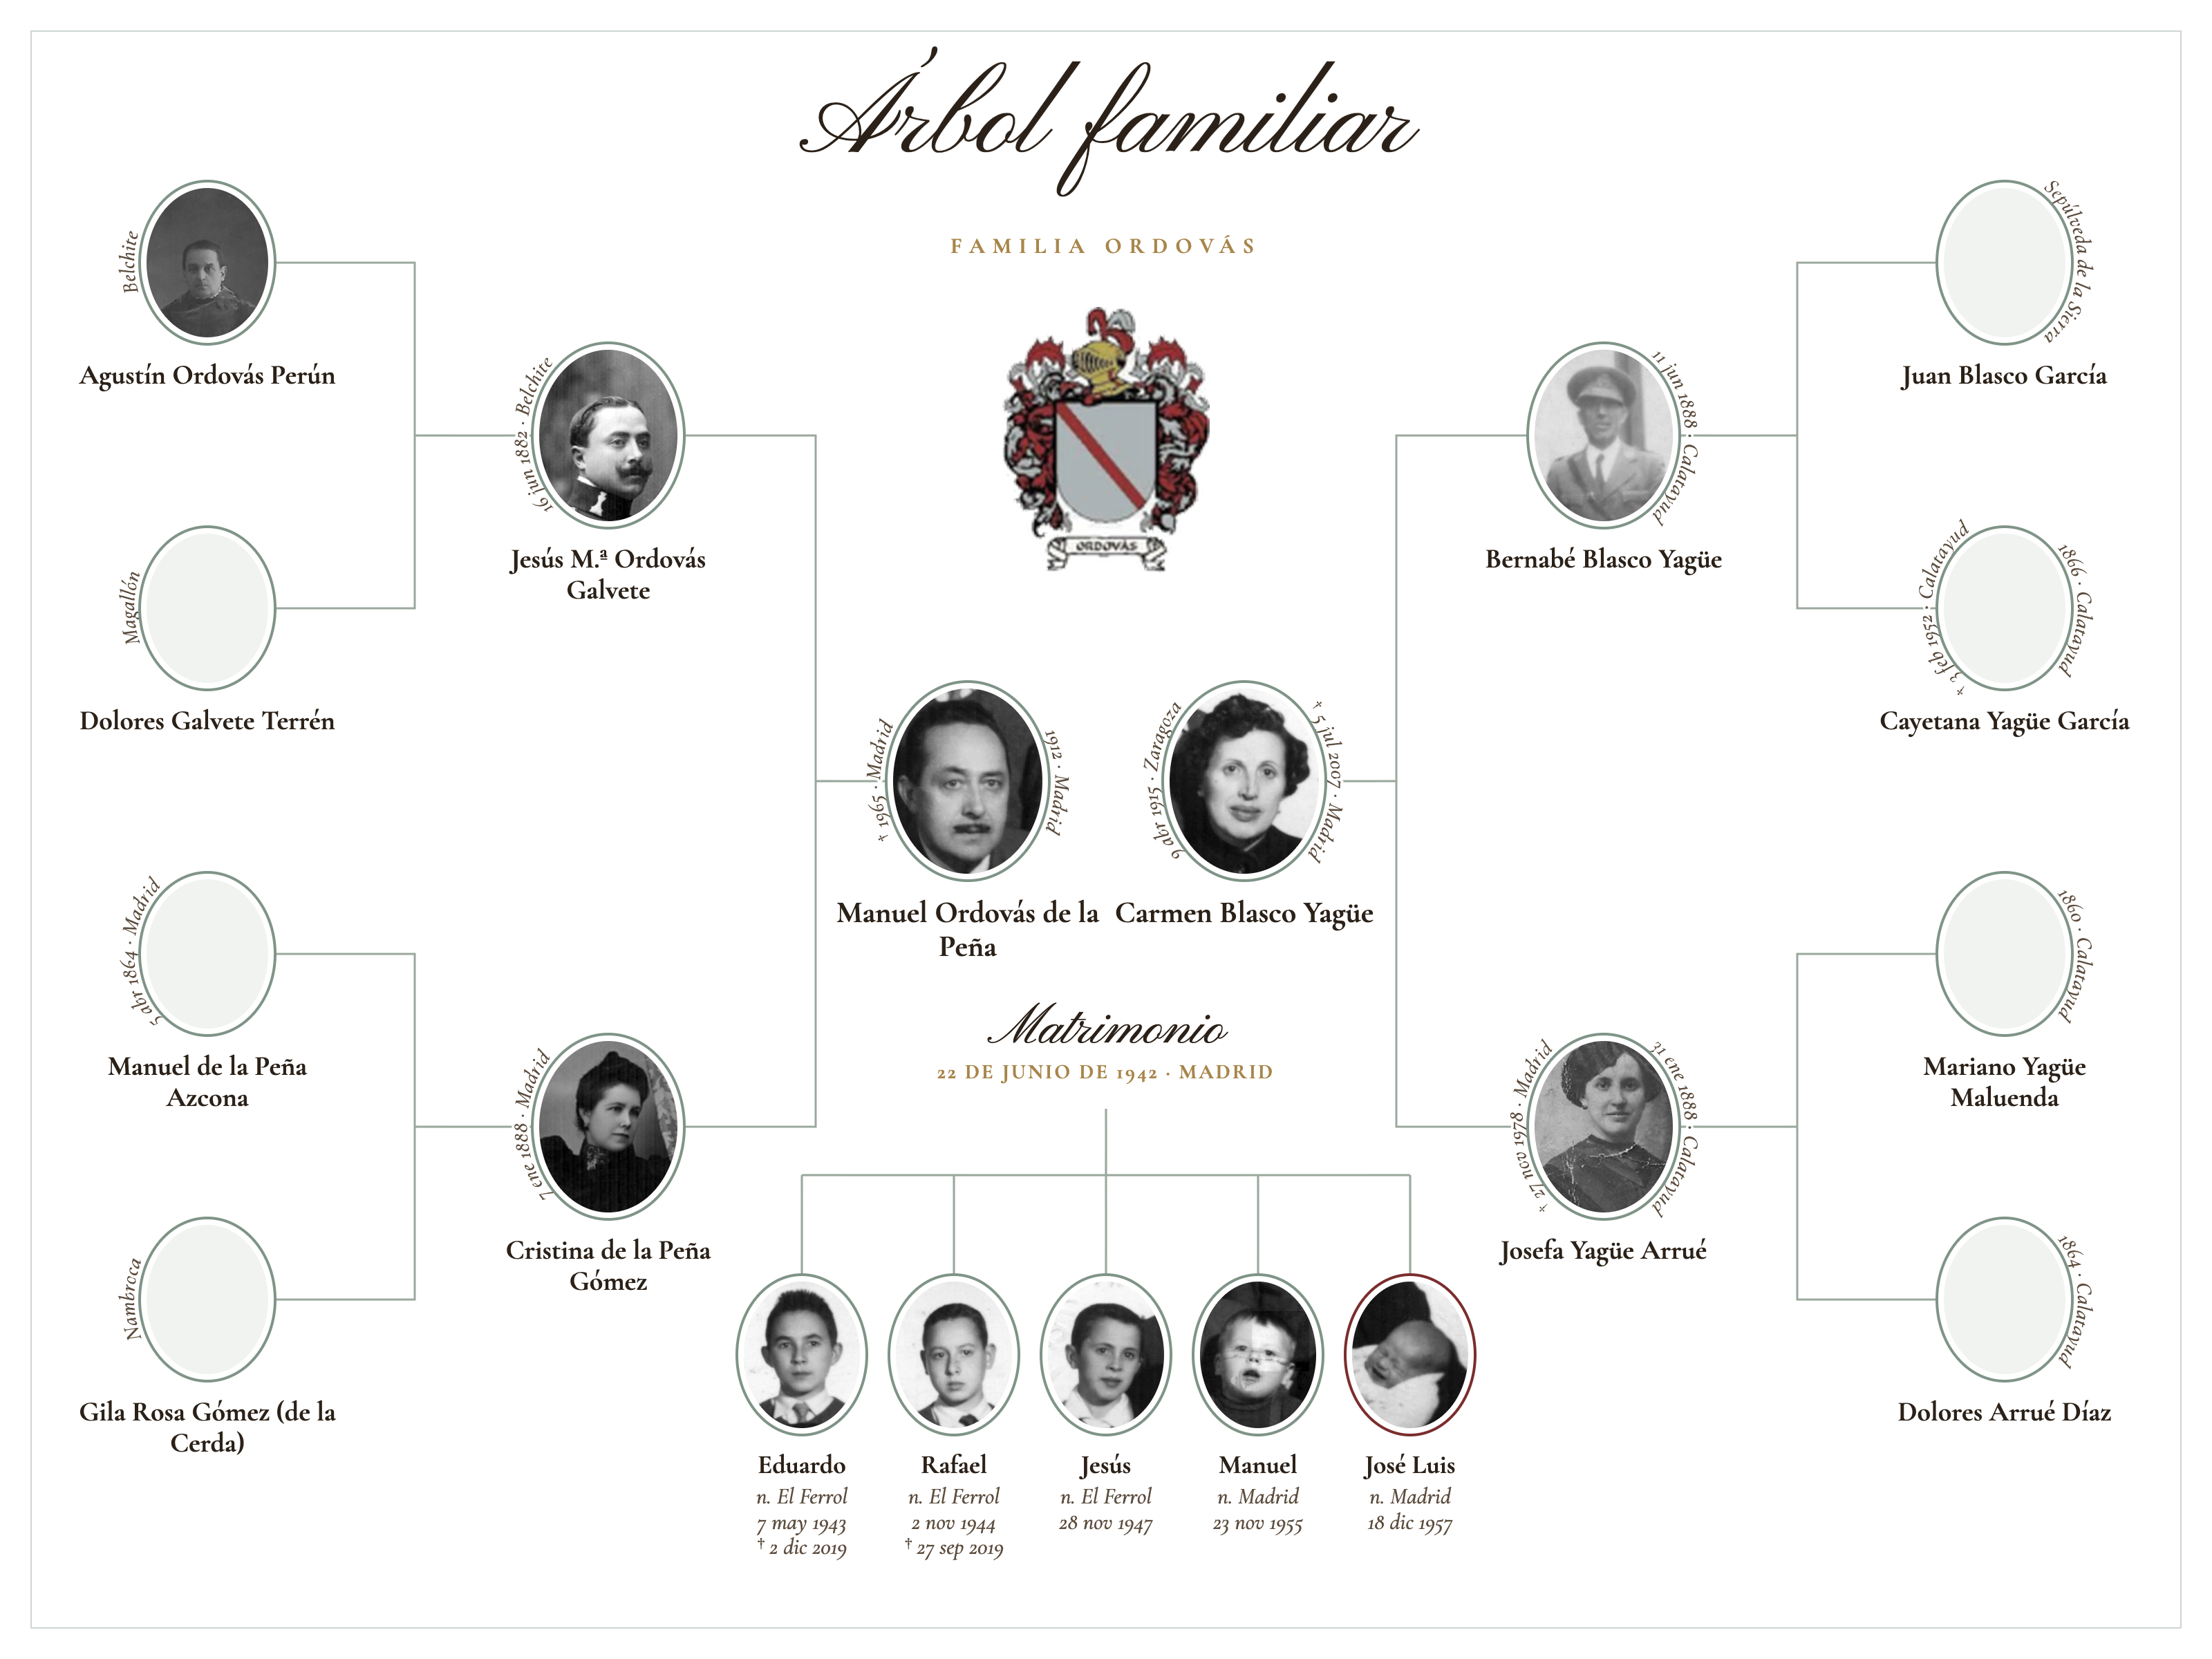 Árbol familiar
FAMILIA ORDOVÁS
ORDOVÁS
Belchite
Agustín Ordovás Perún
Magallón
Dolores Galvete Terrén
16 jun 1882 · Belchite
Jesús M.ª Ordovás
Galvete
5 abr 1864 · Madrid
Manuel de la Peña
Azcona
Nambroca
Gila Rosa Gómez (de la
Cerda)
7 ene 1888 · Madrid
Cristina de la Peña
Gómez
† 1965 · Madrid
1912 · Madrid
Manuel Ordovás de la
Peña
9 abr 1915 · Zaragoza
† 5 jul 2007 · Madrid
Carmen Blasco Yagüe
11 jun 1888 · Calatayud
Bernabé Blasco Yagüe
Sepúlveda de la Sierra
Juan Blasco García
† 3 feb 1952 · Calatayud
1866 · Calatayud
Cayetana Yagüe García
† 27 nov 1978 · Madrid
31 ene 1888 · Calatayud
Josefa Yagüe Arrué
1860 · Calatayud
Mariano Yagüe
Maluenda
1864 · Calatayud
Dolores Arrué Díaz
Matrimonio
22 DE JUNIO DE 1942 · MADRID
Eduardo
n. El Ferrol
7 may 1943
† 2 dic 2019
Rafael
n. El Ferrol
2 nov 1944
† 27 sep 2019
Jesús
n. El Ferrol
28 nov 1947
Manuel
n. Madrid
23 nov 1955
José Luis
n. Madrid
18 dic 1957